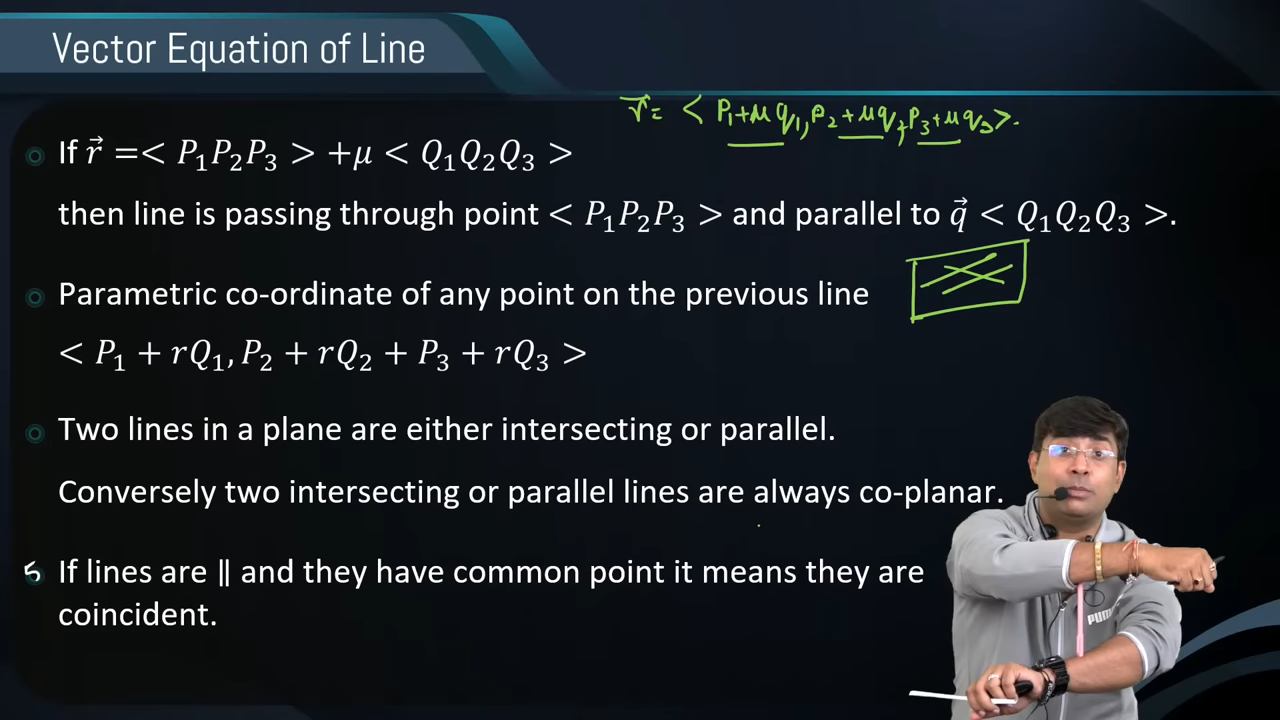 Vector Equation of Line
r⃗ = < P₁+μq₁, P₂+μq, P₃+μq₃>.
If r⃗ =< P₁P₂P₃ > +μ < Q₁Q₂Q₃ >
then line is passing through point < P₁P₂P₃ > and parallel to q⃗ < Q₁Q₂Q₃ >.
Parametric co-ordinate of any point on the previous line
< P₁ + rQ₁, P₂ + rQ₂ + P₃ + rQ₃ >
Two lines in a plane are either intersecting or parallel.
Conversely two intersecting or parallel lines are always co-planar.
If lines are ∥ and they have common point it means they are
coincident.
PUMA